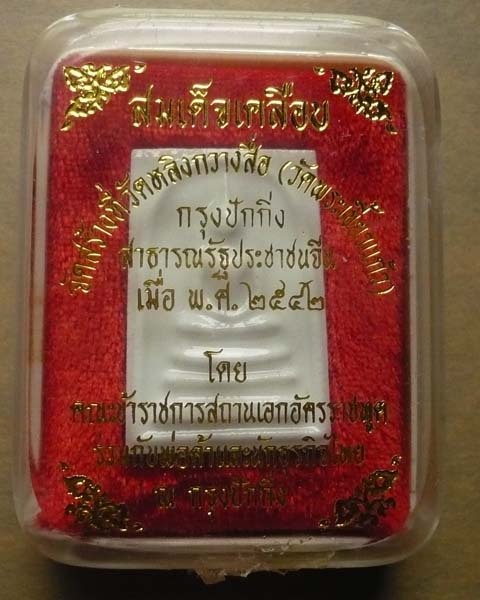 สมเด็จเคลือบ
จัดสร้างที่วัดหลิงกวางสื่อ (วัดพระเขี้ยวแก้ว)
กรุงปักกิ่ง
สาธารณรัฐประชาชนจีน
เมื่อ พ.ศ. ๒๕๔๒
โดย
คณะข้าราชการสถานเอกอัครราชทูต
ร่วมกับพ่อค้าและนักธุรกิจไทย
ณ กรุงปักกิ่ง